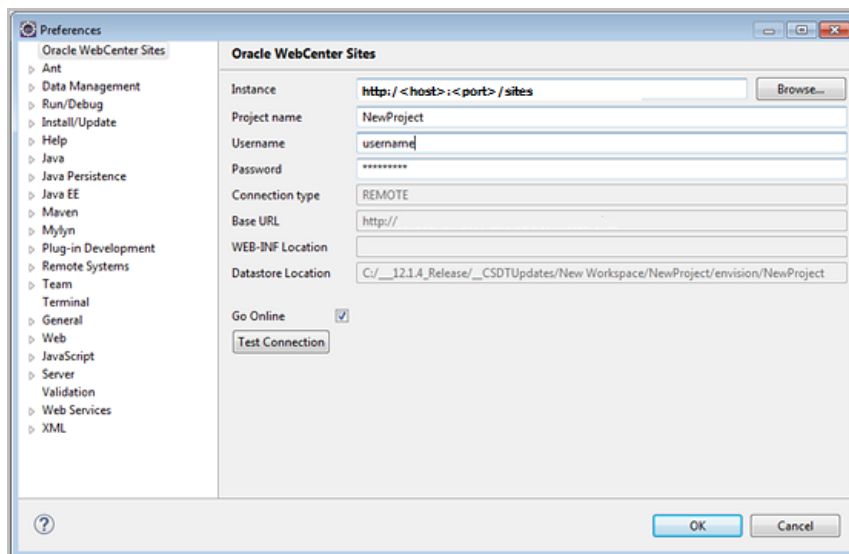 Preferences
Oracle WebCenter Sites
Ant
Data Management
Run/Debug
Install/Update
Help
Java
Java Persistence
Java EE
Maven
Mylyn
Plug-in Development
Remote Systems
Team
Terminal
General
Web
JavaScript
Server
Validation
Web Services
XML
Oracle WebCenter Sites
Instance http:/<host>:<port>/sites Browse...
Project name NewProject
Username username
Password *********
Connection type REMOTE
Base URL http://
WEB-INF Location
Datastore Location C:/__12.1.4_Release/__CSDTUpdates/New Workspace/NewProject/envision/NewProject
Go Online
Test Connection
? OK Cancel